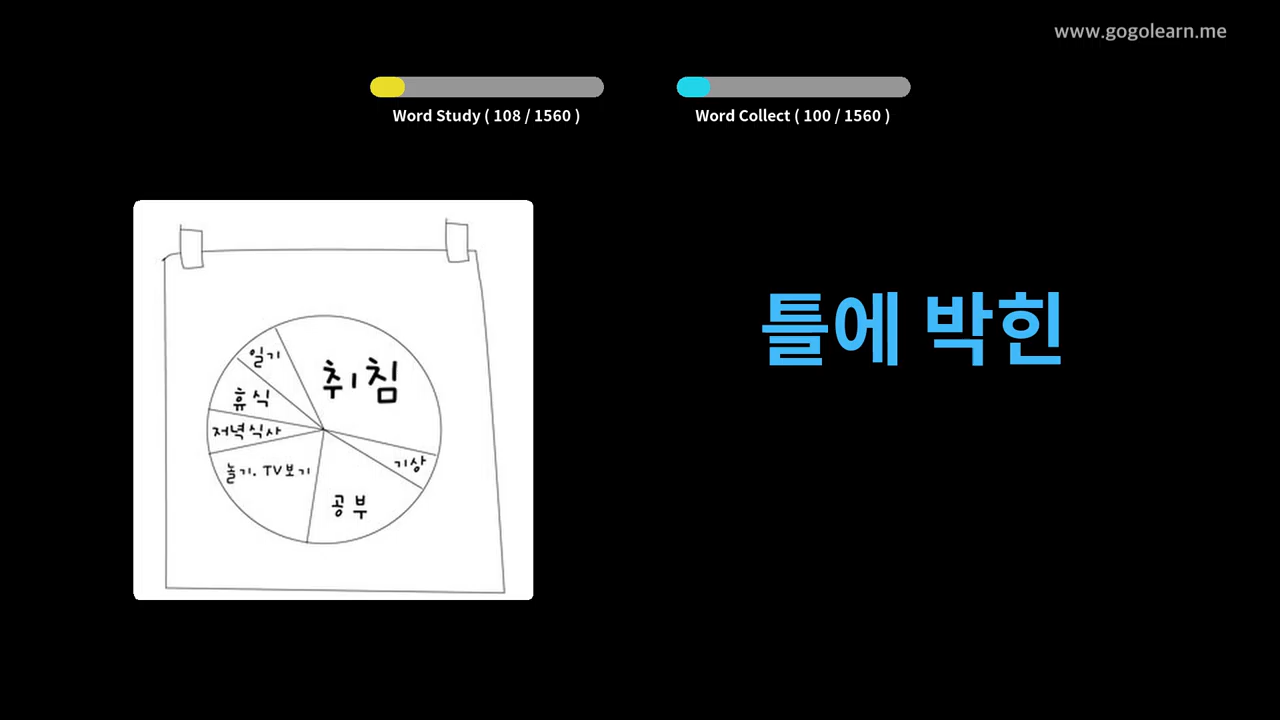 www.gogolearn.me
Word Study ( 108 / 1560 )
Word Collect ( 100 / 1560 )
일기
취침
휴식
저녁식사
놀기. TV보기
기상
공부
틀에 박힌